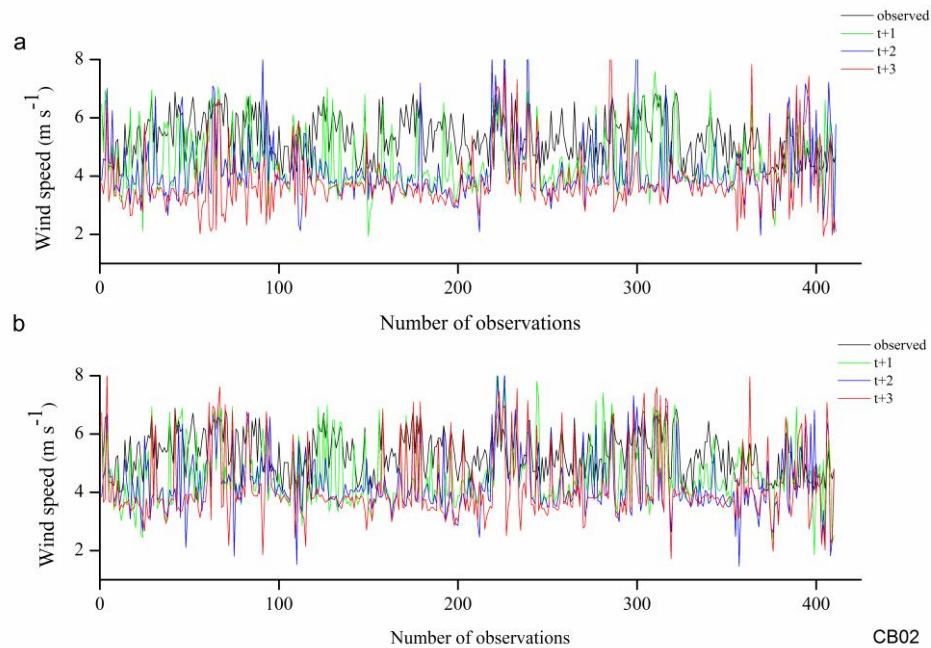 a
observed
t+1
t+2
t+3
Wind speed (m s⁻¹)
8
6
4
2
0
100
200
300
400
Number of observations
b
observed
t+1
t+2
t+3
Wind speed (m s⁻¹)
8
6
4
2
0
100
200
300
400
Number of observations
CB02